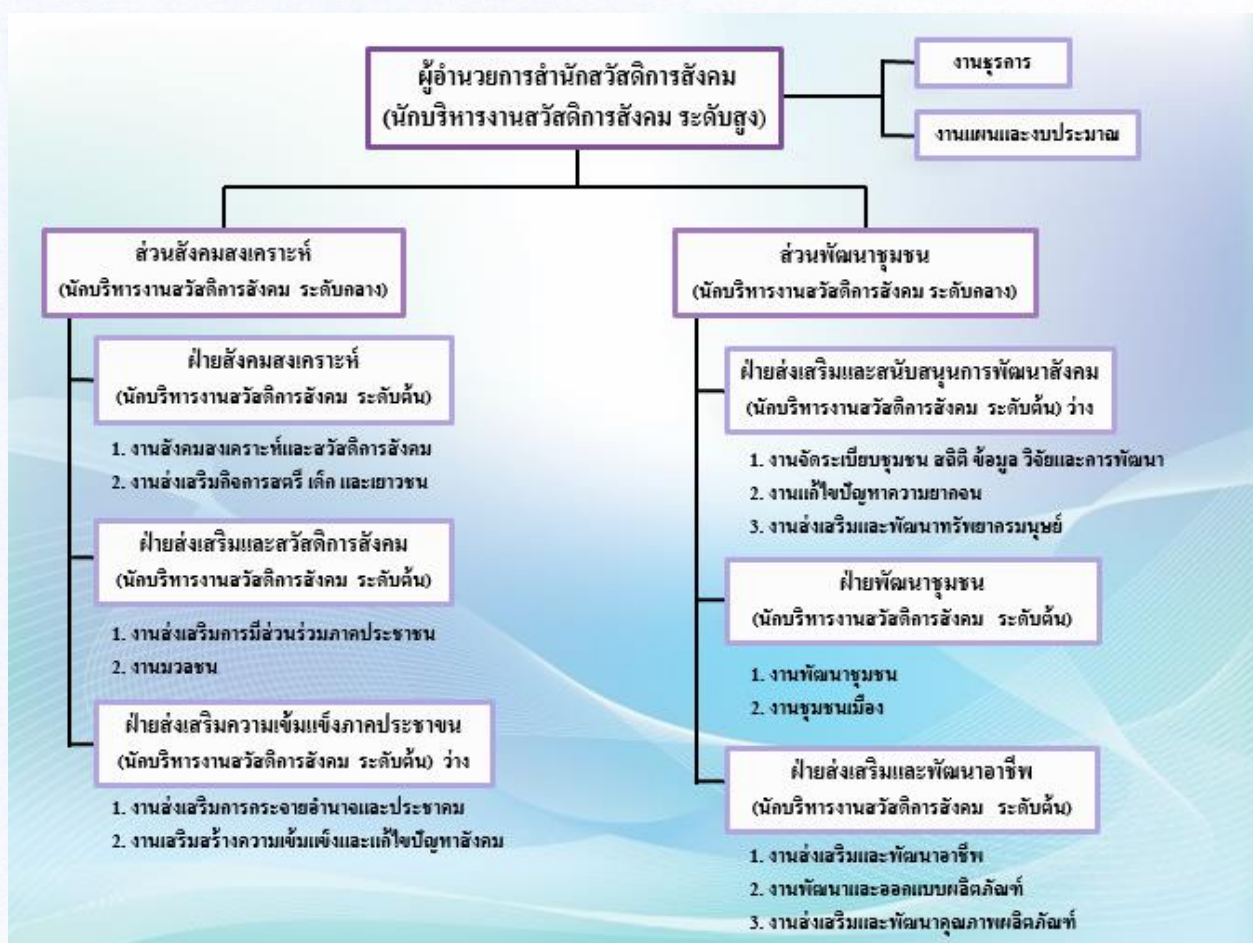 ผู้อำนวยการสำนักสวัสดิการสังคม
(นักบริหารงานสวัสดิการสังคม ระดับสูง)
งานธุรการ
งานแผนและงบประมาณ
ส่วนสังคมสงเคราะห์
(นักบริหารงานสวัสดิการสังคม ระดับกลาง)
ฝ่ายสังคมสงเคราะห์
(นักบริหารงานสวัสดิการสังคม ระดับต้น)
1. งานสังคมสงเคราะห์และสวัสดิการสังคม
2. งานส่งเสริมกิจการสตรี เด็ก และเยาวชน
ฝ่ายส่งเสริมและสวัสดิการสังคม
(นักบริหารงานสวัสดิการสังคม ระดับต้น)
1. งานส่งเสริมการมีส่วนร่วมภาคประชาชน
2. งานมวลชน
ฝ่ายส่งเสริมความเข้มแข็งภาคประชาขน
(นักบริหารงานสวัสดิการสังคม ระดับต้น) ว่าง
1. งานส่งเสริมการกระจายอำนาจและประชาคม
2. งานเสริมสร้างความเข้มแข็งและแก้ไขปัญหาสังคม
ส่วนพัฒนาชุมชน
(นักบริหารงานสวัสดิการสังคม ระดับกลาง)
ฝ่ายส่งเสริมและสนับสนุนการพัฒนาสังคม
(นักบริหารงานสวัสดิการสังคม ระดับต้น) ว่าง
1. งานจัดระเบียบชุมชน สถิติ ข้อมูล วิจัยและการพัฒนา
2. งานแก้ไขปัญหาความยากจน
3. งานส่งเสริมและพัฒนาทรัพยากรมนุษย์
ฝ่ายพัฒนาชุมชน
(นักบริหารงานสวัสดิการสังคม ระดับต้น)
1. งานพัฒนาชุมชน
2. งานชุมชนเมือง
ฝ่ายส่งเสริมและพัฒนาอาชีพ
(นักบริหารงานสวัสดิการสังคม ระดับต้น)
1. งานส่งเสริมและพัฒนาอาชีพ
2. งานพัฒนาและออกแบบผลิตภัณฑ์
3. งานส่งเสริมและพัฒนาคุณภาพผลิตภัณฑ์